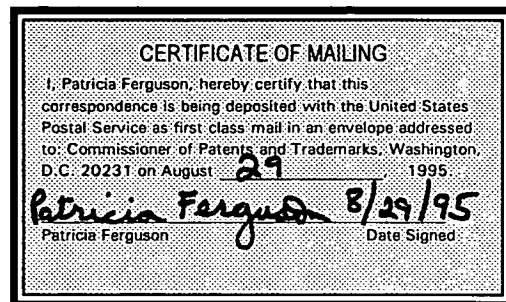 CERTIFICATE OF MAILING
I, Patricia Ferguson, hereby certify that this
correspondence is being deposited with the United States
Postal Service as first class mail in an envelope addressed
to: Commissioner of Patents and Trademarks, Washington,
D.C. 20231 on August 29, 1995.
Patricia Ferguson 8/29/95
Patricia Ferguson Date Signed